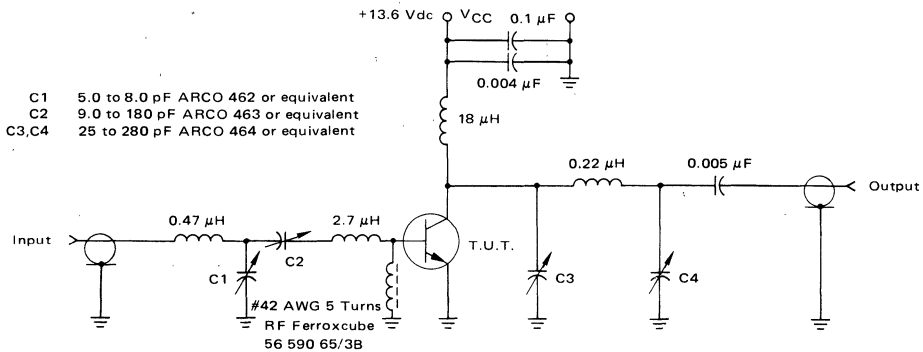 +13.6 Vdc
VCC
0.1 µF
0.004 µF
C1 5.0 to 8.0 pF ARCO 462 or equivalent
C2 9.0 to 180 pF ARCO 463 or equivalent
C3,C4 25 to 280 pF ARCO 464 or equivalent
18 µH
0.22 µH
0.005 µF
Output
0.47 µH
2.7 µH
Input
T.U.T.
C1
C2
C3
C4
#42 AWG 5 Turns
RF Ferroxcube
56 590 65/3B